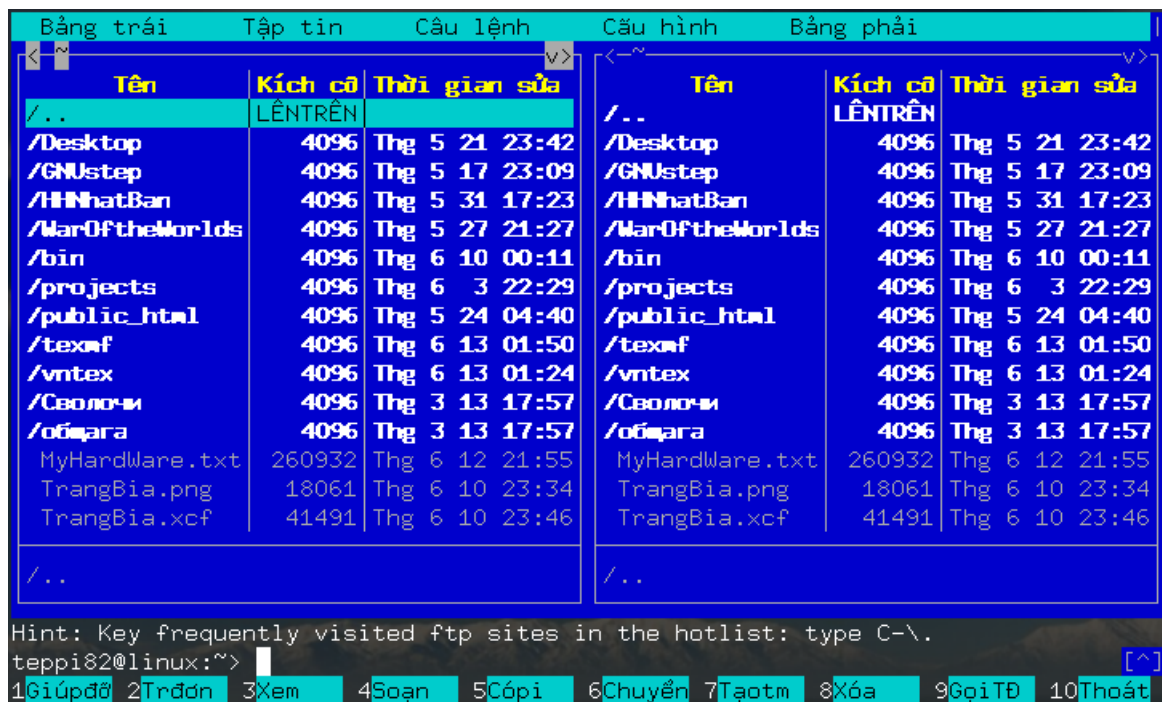 Bảng trái Tập tin Câu lệnh Cấu hình Bảng phải
<-~ v> <-~ v>
Tên Kích cỡ Thời gian sửa Tên Kích cỡ Thời gian sửa
/.. LÊNTRÊN /.. LÊNTRÊN
/Desktop 4096 Thg 5 21 23:42 /Desktop 4096 Thg 5 21 23:42
/GNUstep 4096 Thg 5 17 23:09 /GNUstep 4096 Thg 5 17 23:09
/HHNhatBan 4096 Thg 5 31 17:23 /HHNhatBan 4096 Thg 5 31 17:23
/WarOftheWorlds 4096 Thg 5 27 21:27 /WarOftheWorlds 4096 Thg 5 27 21:27
/bin 4096 Thg 6 10 00:11 /bin 4096 Thg 6 10 00:11
/projects 4096 Thg 6 3 22:29 /projects 4096 Thg 6 3 22:29
/public_html 4096 Thg 5 24 04:40 /public_html 4096 Thg 5 24 04:40
/texmf 4096 Thg 6 13 01:50 /texmf 4096 Thg 6 13 01:50
/vntex 4096 Thg 6 13 01:24 /vntex 4096 Thg 6 13 01:24
/Сволочи 4096 Thg 3 13 17:57 /Сволочи 4096 Thg 3 13 17:57
/общага 4096 Thg 3 13 17:57 /общага 4096 Thg 3 13 17:57
MyHardWare.txt 260932 Thg 6 12 21:55 MyHardWare.txt 260932 Thg 6 12 21:55
TrangBia.png 18061 Thg 6 10 23:34 TrangBia.png 18061 Thg 6 10 23:34
TrangBia.xcf 41491 Thg 6 10 23:46 TrangBia.xcf 41491 Thg 6 10 23:46
/.. /..
Hint: Key frequently visited ftp sites in the hotlist: type C-\.
teppi82@linux:~> [^]
1Giúpđỡ 2Trđơn 3Xem 4Soạn 5Cópi 6Chuyển 7Tạotm 8Xóa 9GọiTĐ 10Thoát